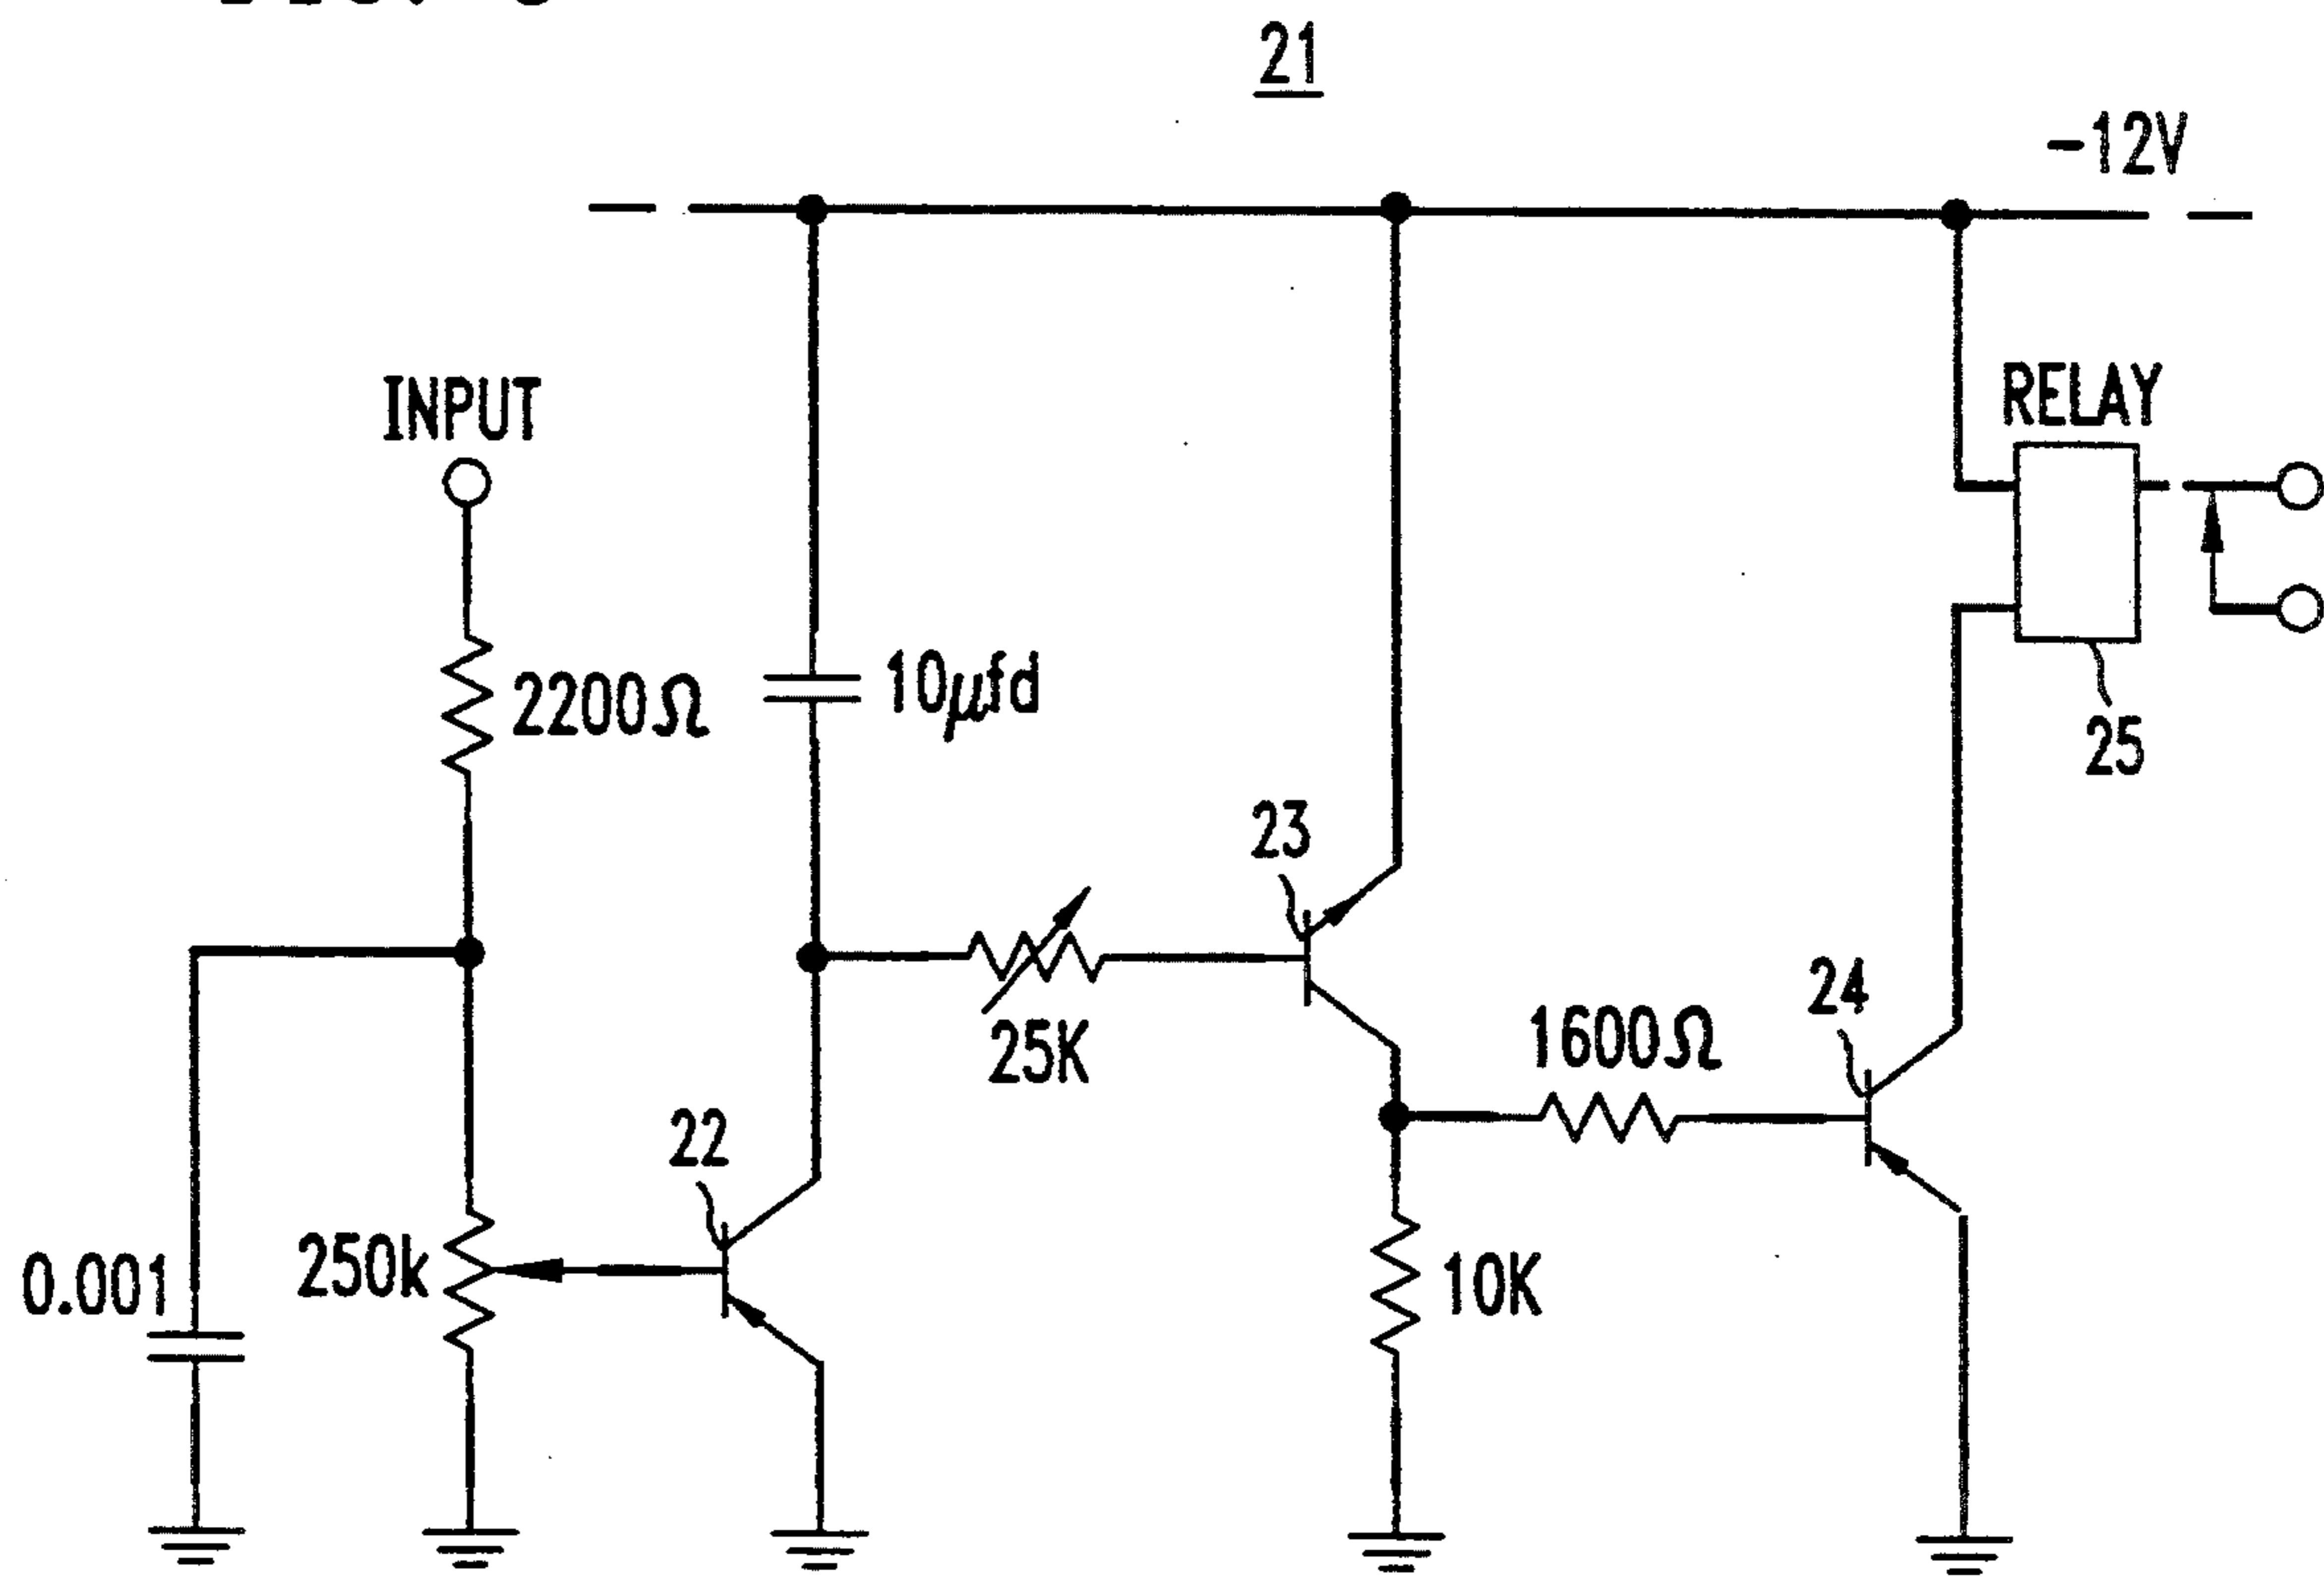 21
-12V
INPUT
RELAY
2200Ω
10μfd
25
23
25K
1600Ω
24
22
0.001
250k
10K